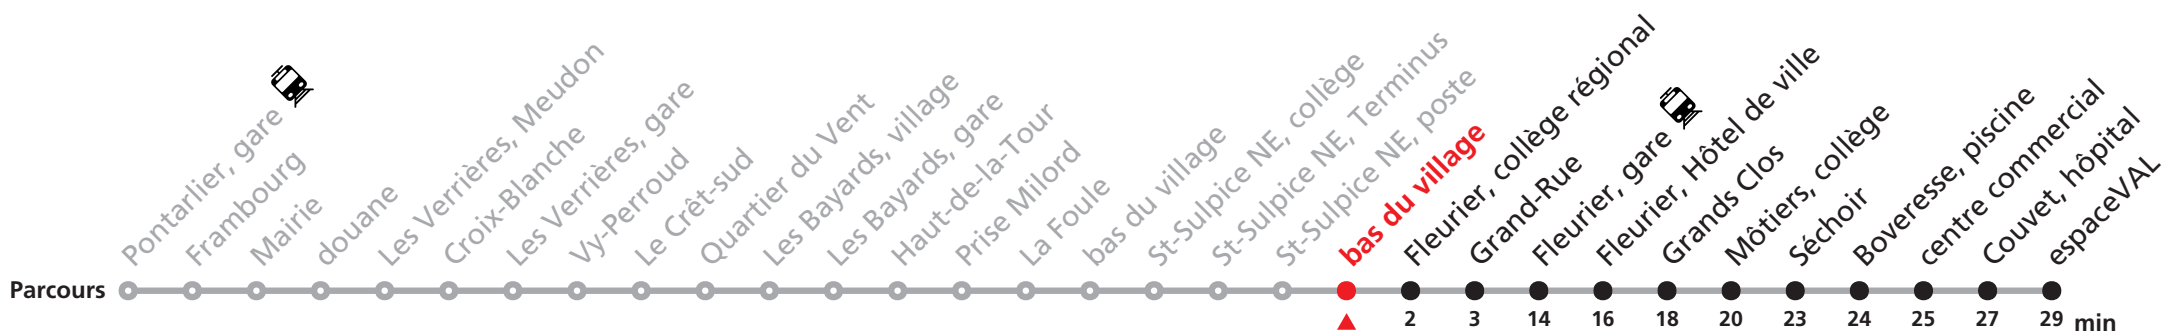 Pontarlier, gare
Frambourg
Mairie
douane
Les Verrières, Meudon
Croix-Blanche
Les Verrières, gare
Vy-Perroud
Le Crêt-sud
Quartier du Vent
Les Bayards, village
Les Bayards, gare
Haut-de-la-Tour
Prise Milord
La Foule
bas du village
St-Sulpice NE, collège
St-Sulpice NE, Terminus
St-Sulpice NE, poste
bas du village
Fleurier, collège régional
Grand-Rue
Fleurier, gare
Fleurier, Hôtel de ville
Grands Clos
Môtiers, collège
Séchoir
Boveresse, piscine
centre commercial
Couvet, hôpital
espaceVAL
Parcours
2 3 14 16 18 20 23 24 25 27 29 min